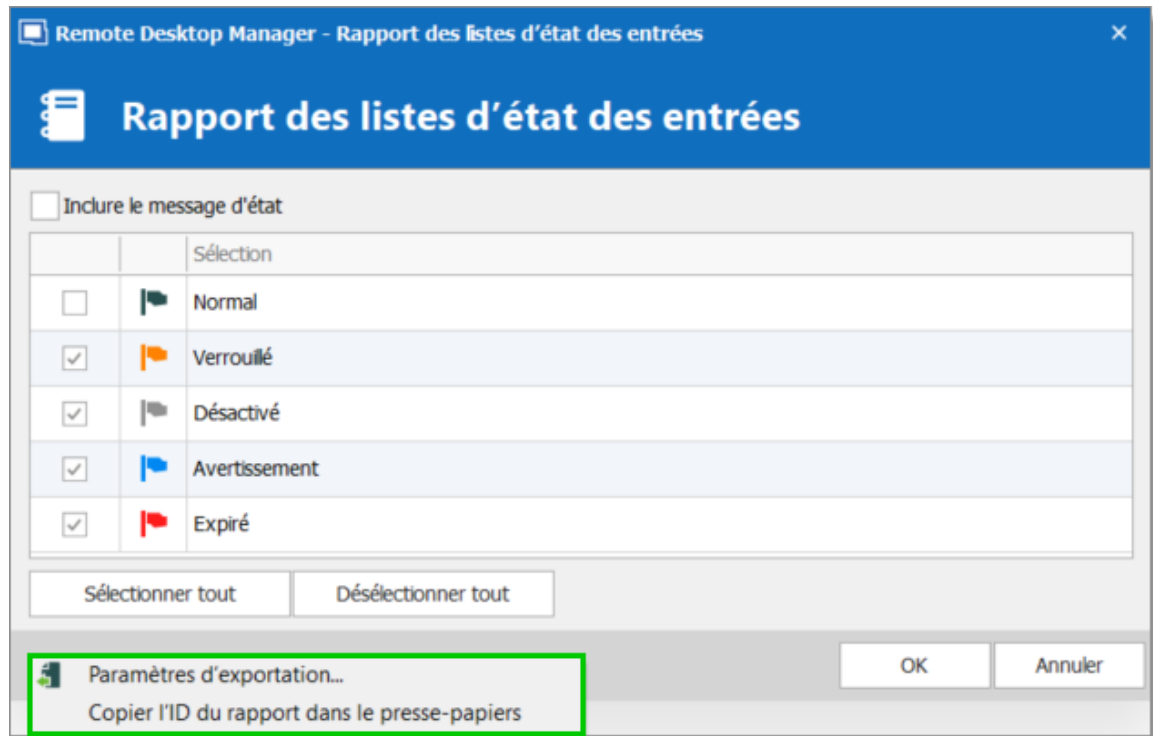 Remote Desktop Manager - Rapport des listes d’état des entrées
Rapport des listes d’état des entrées
Inclure le message d'état
Sélection
Normal
Verrouillé
Désactivé
Avertissement
Expiré
Sélectionner tout Désélectionner tout
OK Annuler
Paramètres d’exportation...
Copier l’ID du rapport dans le presse-papiers